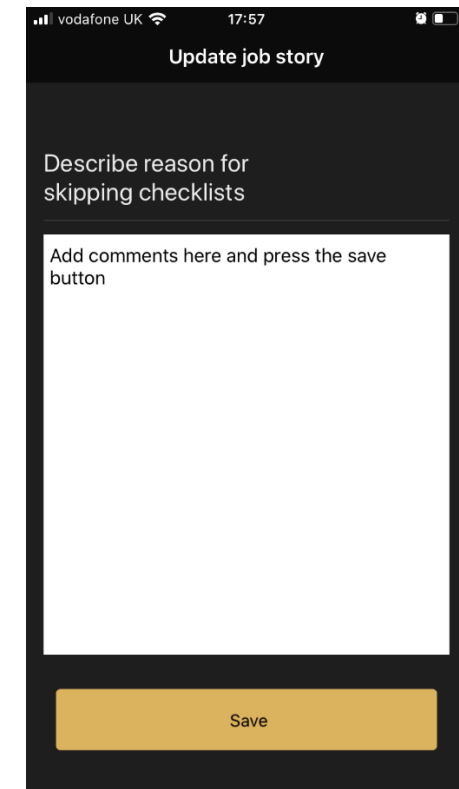 vodafone UK 17:57
Update job story
Describe reason for
skipping checklists
Add comments here and press the save
button
Save